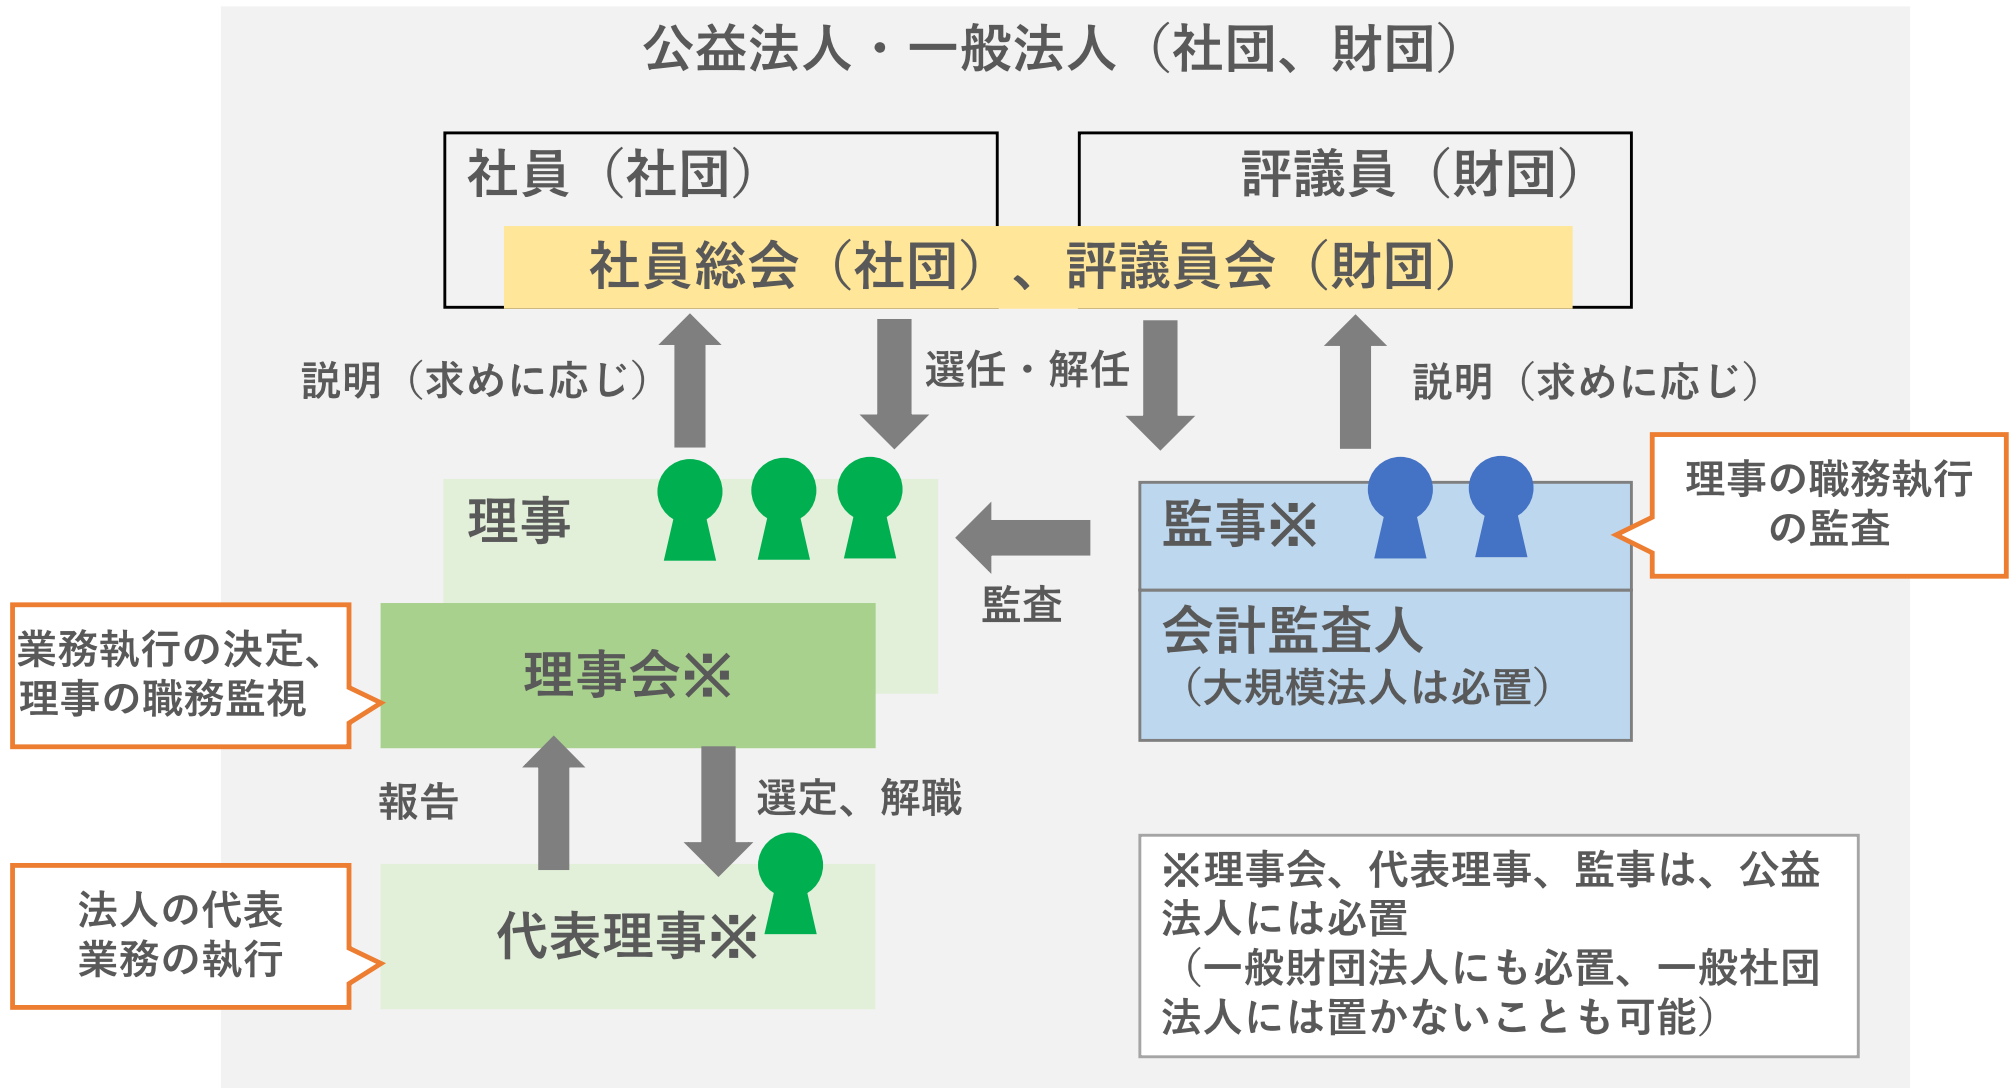 公益法人・一般法人（社団、財団）
社員（社団）
評議員（財団）
社員総会（社団）、評議員会（財団）
説明（求めに応じ）
選任・解任
説明（求めに応じ）
理事
監事※
理事の職務執行
の監査
監査
会計監査人
（大規模法人は必置）
業務執行の決定、
理事の職務監視
理事会※
報告
選定、解職
法人の代表
業務の執行
代表理事※
※理事会、代表理事、監事は、公益
法人には必置
（一般財団法人にも必置、一般社団
法人には置かないことも可能）